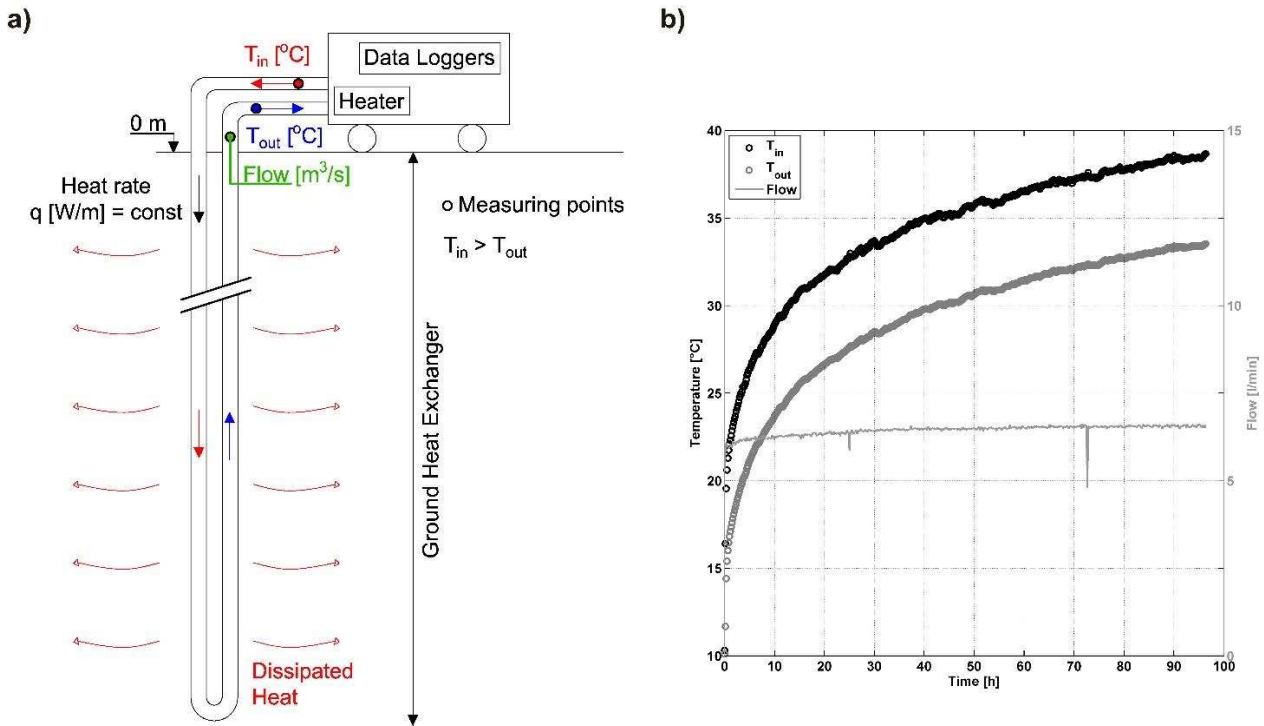 a)
T_in [°C]
Data Loggers
Heater
0 m
T_out [°C]
Flow [m³/s]
Heat rate
q [W/m] = const
Measuring points
T_in > T_out
Ground Heat Exchanger
Dissipated
Heat
b)
T_in
T_out
Flow
Temperature [°C]
40
35
30
25
20
15
10
Flow [l/min]
15
10
5
0
0 10 20 30 40 50 60 70 80 90 100
Time [h]